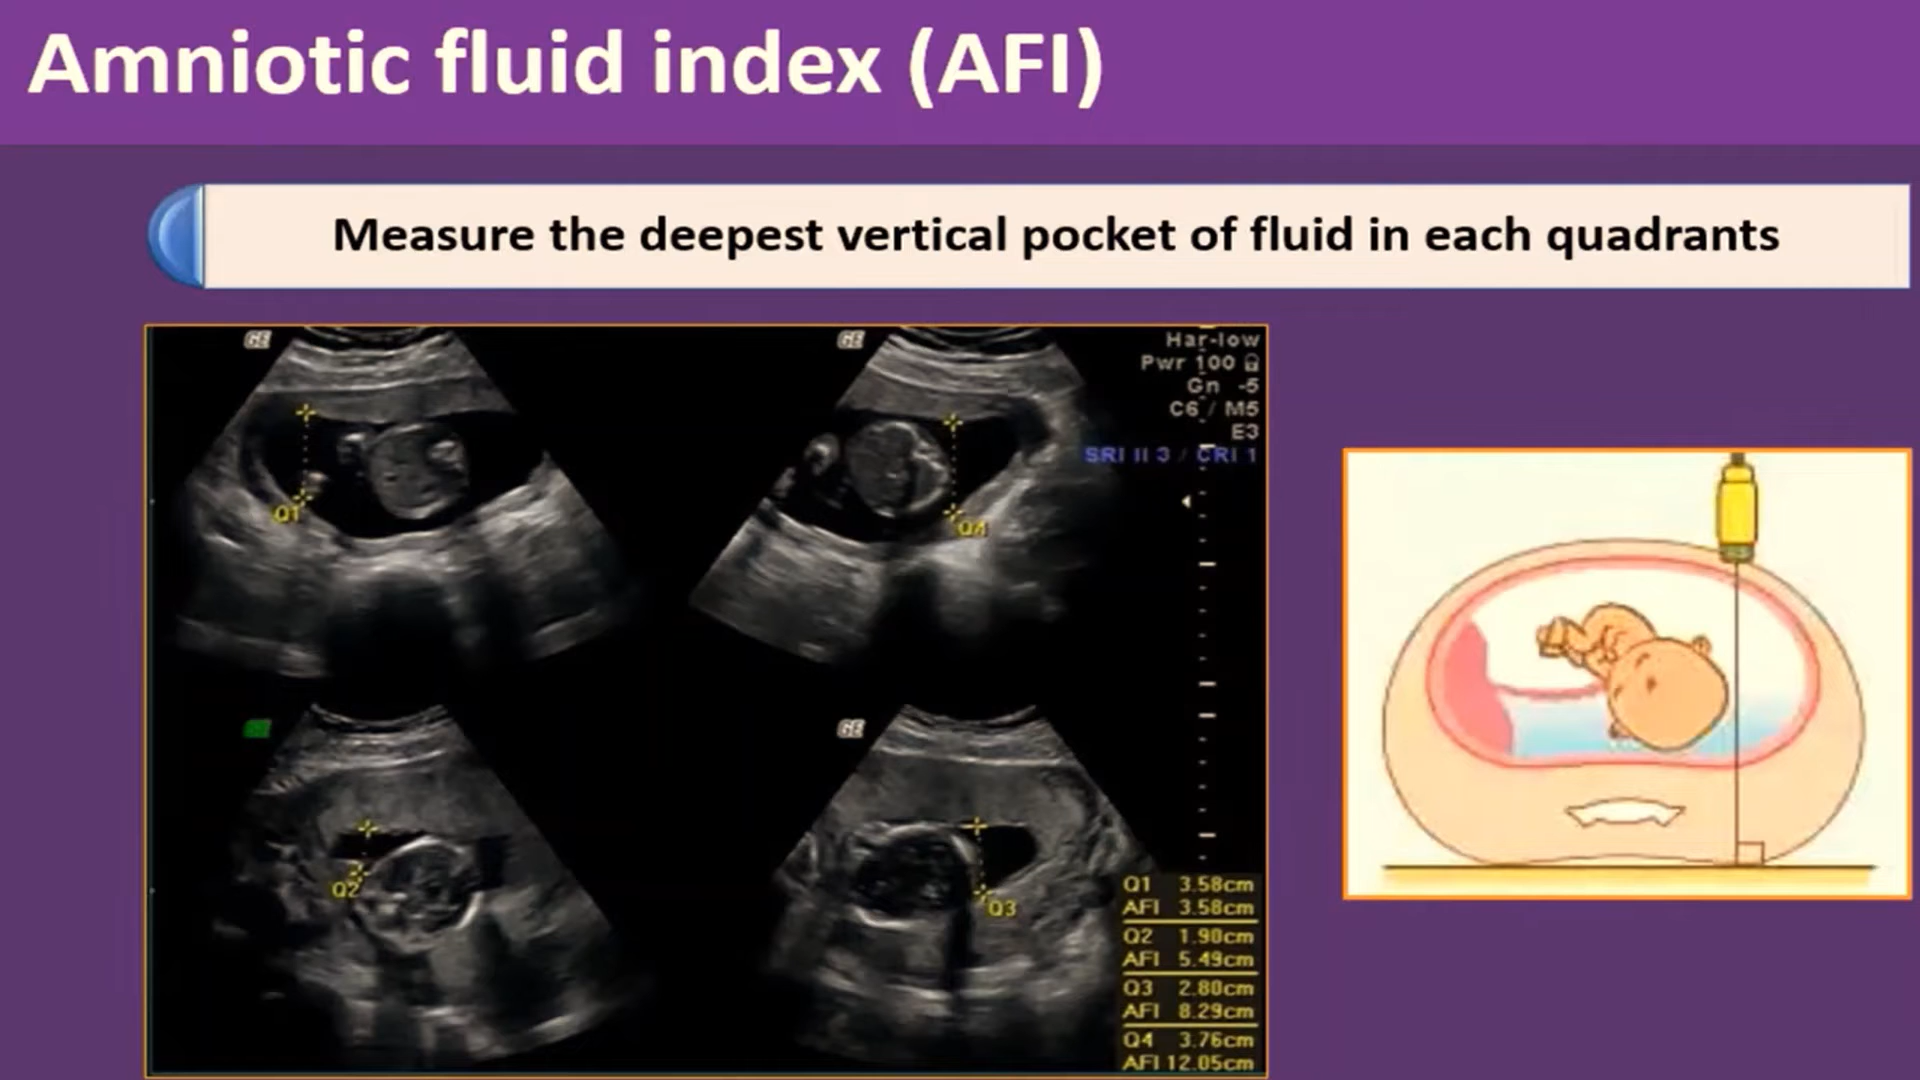 Amniotic fluid index (AFI)
Measure the deepest vertical pocket of fluid in each quadrants
GE
GE
Har-low
Pwr 100
Gn -5
C6 / M5
E3
SRI II 3 / CRI 1
Q1
Q4
GE
GE
Q2
Q3
Q1 3.58cm
AFI 3.58cm
Q2 1.90cm
AFI 5.49cm
Q3 2.80cm
AFI 8.29cm
Q4 3.76cm
AFI 12.05cm